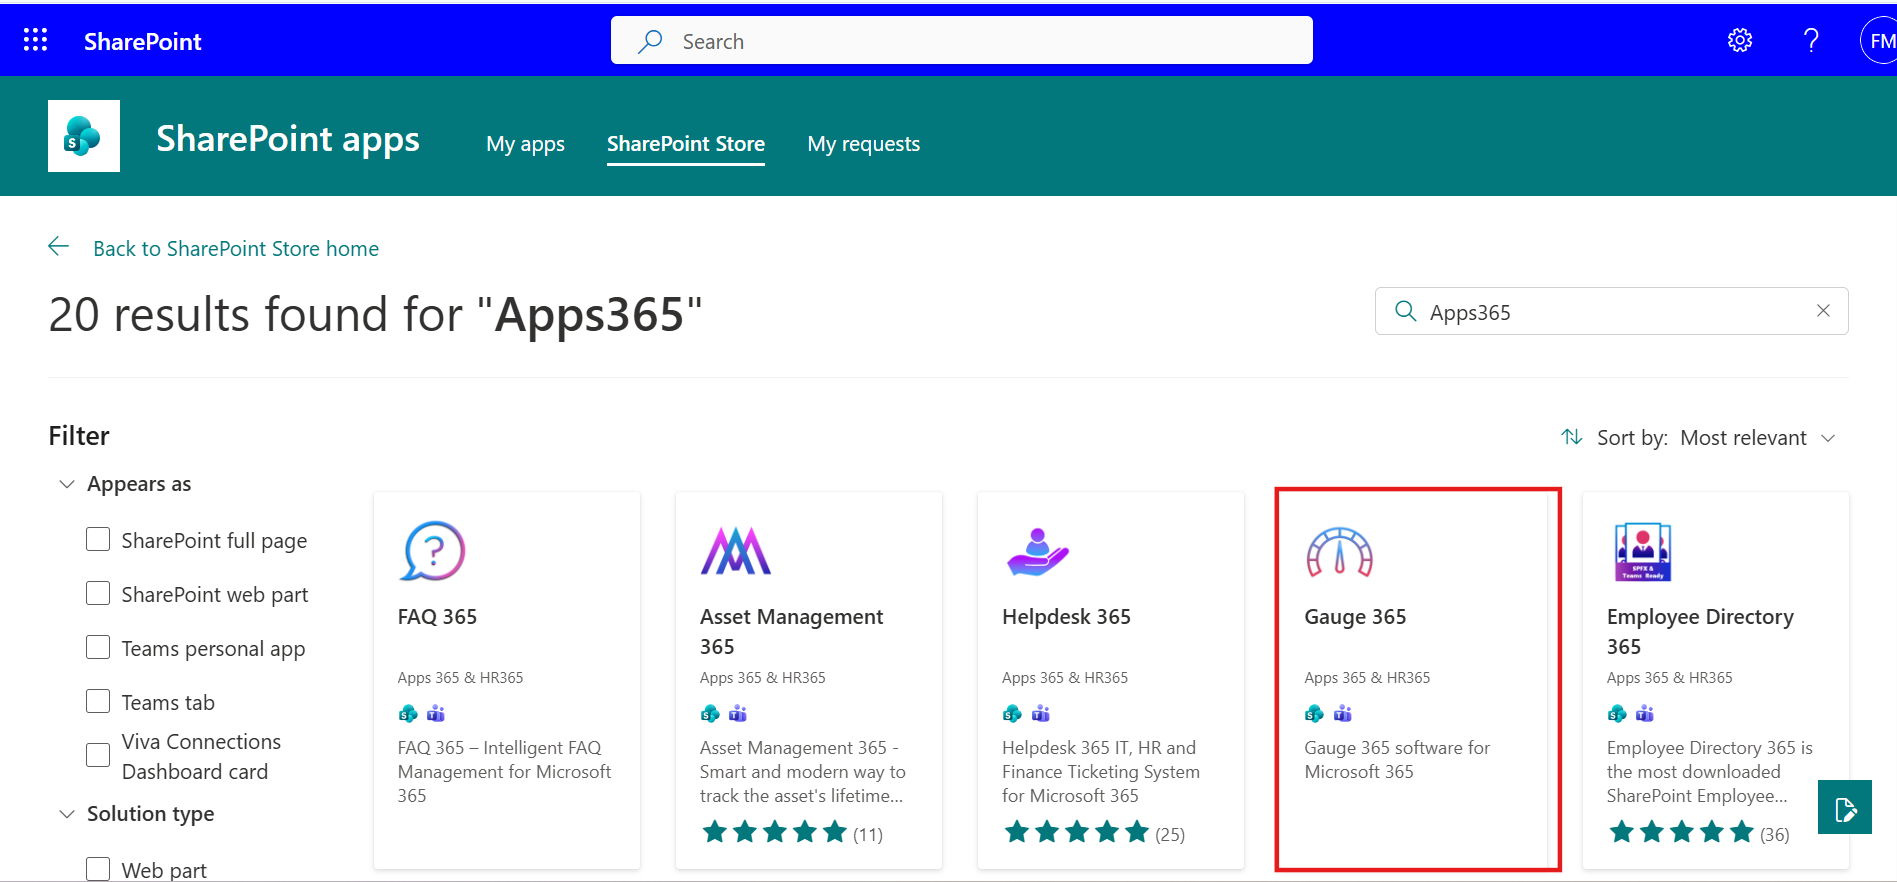 SharePoint
Search
FM
S
SharePoint apps
My apps
SharePoint Store
My requests
Back to SharePoint Store home
20 results found for "Apps365"
Apps365
Filter
Sort by: Most relevant
Appears as
SharePoint full page
SharePoint web part
Teams personal app
Teams tab
Viva Connections
Dashboard card
Solution type
Web part
?
FAQ 365
Apps 365 & HR365
FAQ 365 – Intelligent FAQ
Management for Microsoft
365
Asset Management
365
Apps 365 & HR365
Asset Management 365 -
Smart and modern way to
track the asset's lifetime...
(11)
Helpdesk 365
Apps 365 & HR365
Helpdesk 365 IT, HR and
Finance Ticketing System
for Microsoft 365
(25)
Gauge 365
Apps 365 & HR365
Gauge 365 software for
Microsoft 365
SPFX &
Teams Ready
Employee Directory
365
Apps 365 & HR365
Employee Directory 365 is
the most downloaded
SharePoint Employee...
(36)